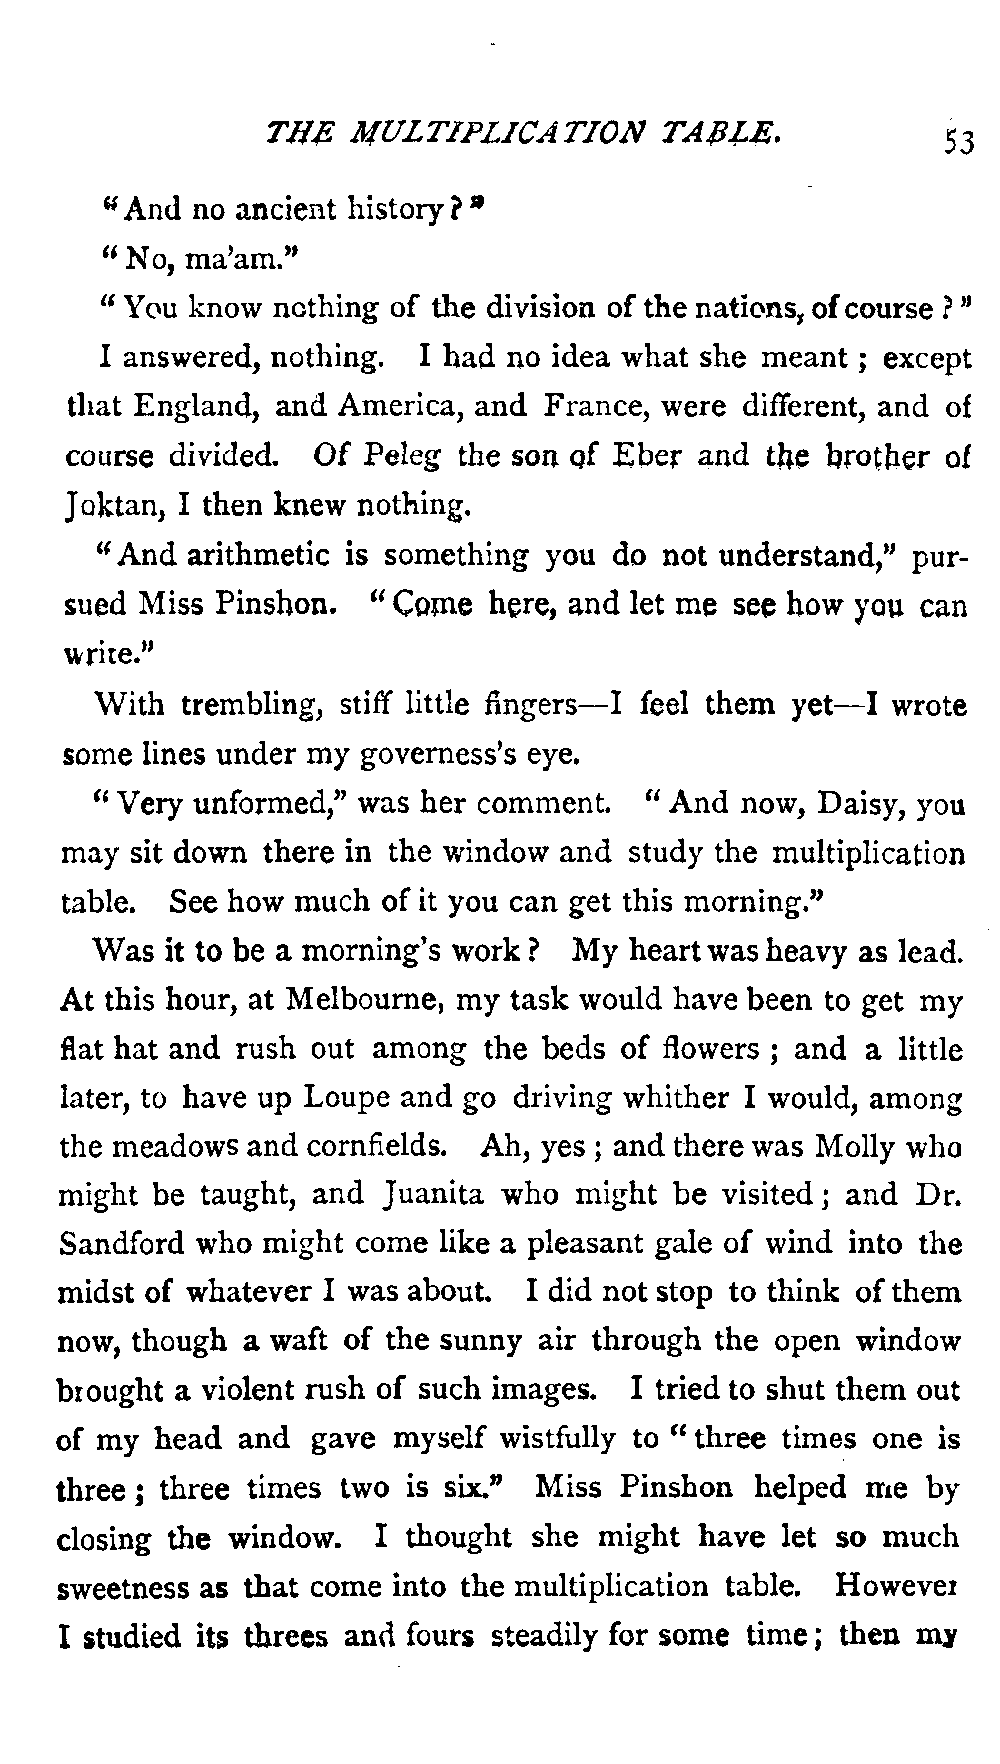 THE MULTIPLICATION TABLE. 53
"And no ancient history?"
"No, ma'am."
"You know nothing of the division of the nations, of course?"
I answered, nothing. I had no idea what she meant; except
that England, and America, and France, were different, and of
course divided. Of Peleg the son of Eber and the brother of
Joktan, I then knew nothing.
"And arithmetic is something you do not understand," pur-
sued Miss Pinshon. "Come here, and let me see how you can
write."
With trembling, stiff little fingers—I feel them yet—I wrote
some lines under my governess's eye.
"Very unformed," was her comment. "And now, Daisy, you
may sit down there in the window and study the multiplication
table. See how much of it you can get this morning."
Was it to be a morning's work? My heart was heavy as lead.
At this hour, at Melbourne, my task would have been to get my
flat hat and rush out among the beds of flowers; and a little
later, to have up Loupe and go driving whither I would, among
the meadows and cornfields. Ah, yes; and there was Molly who
might be taught, and Juanita who might be visited; and Dr.
Sandford who might come like a pleasant gale of wind into the
midst of whatever I was about. I did not stop to think of them
now, though a waft of the sunny air through the open window
brought a violent rush of such images. I tried to shut them out
of my head and gave myself wistfully to "three times one is
three; three times two is six." Miss Pinshon helped me by
closing the window. I thought she might have let so much
sweetness as that come into the multiplication table. However
I studied its threes and fours steadily for some time; then my